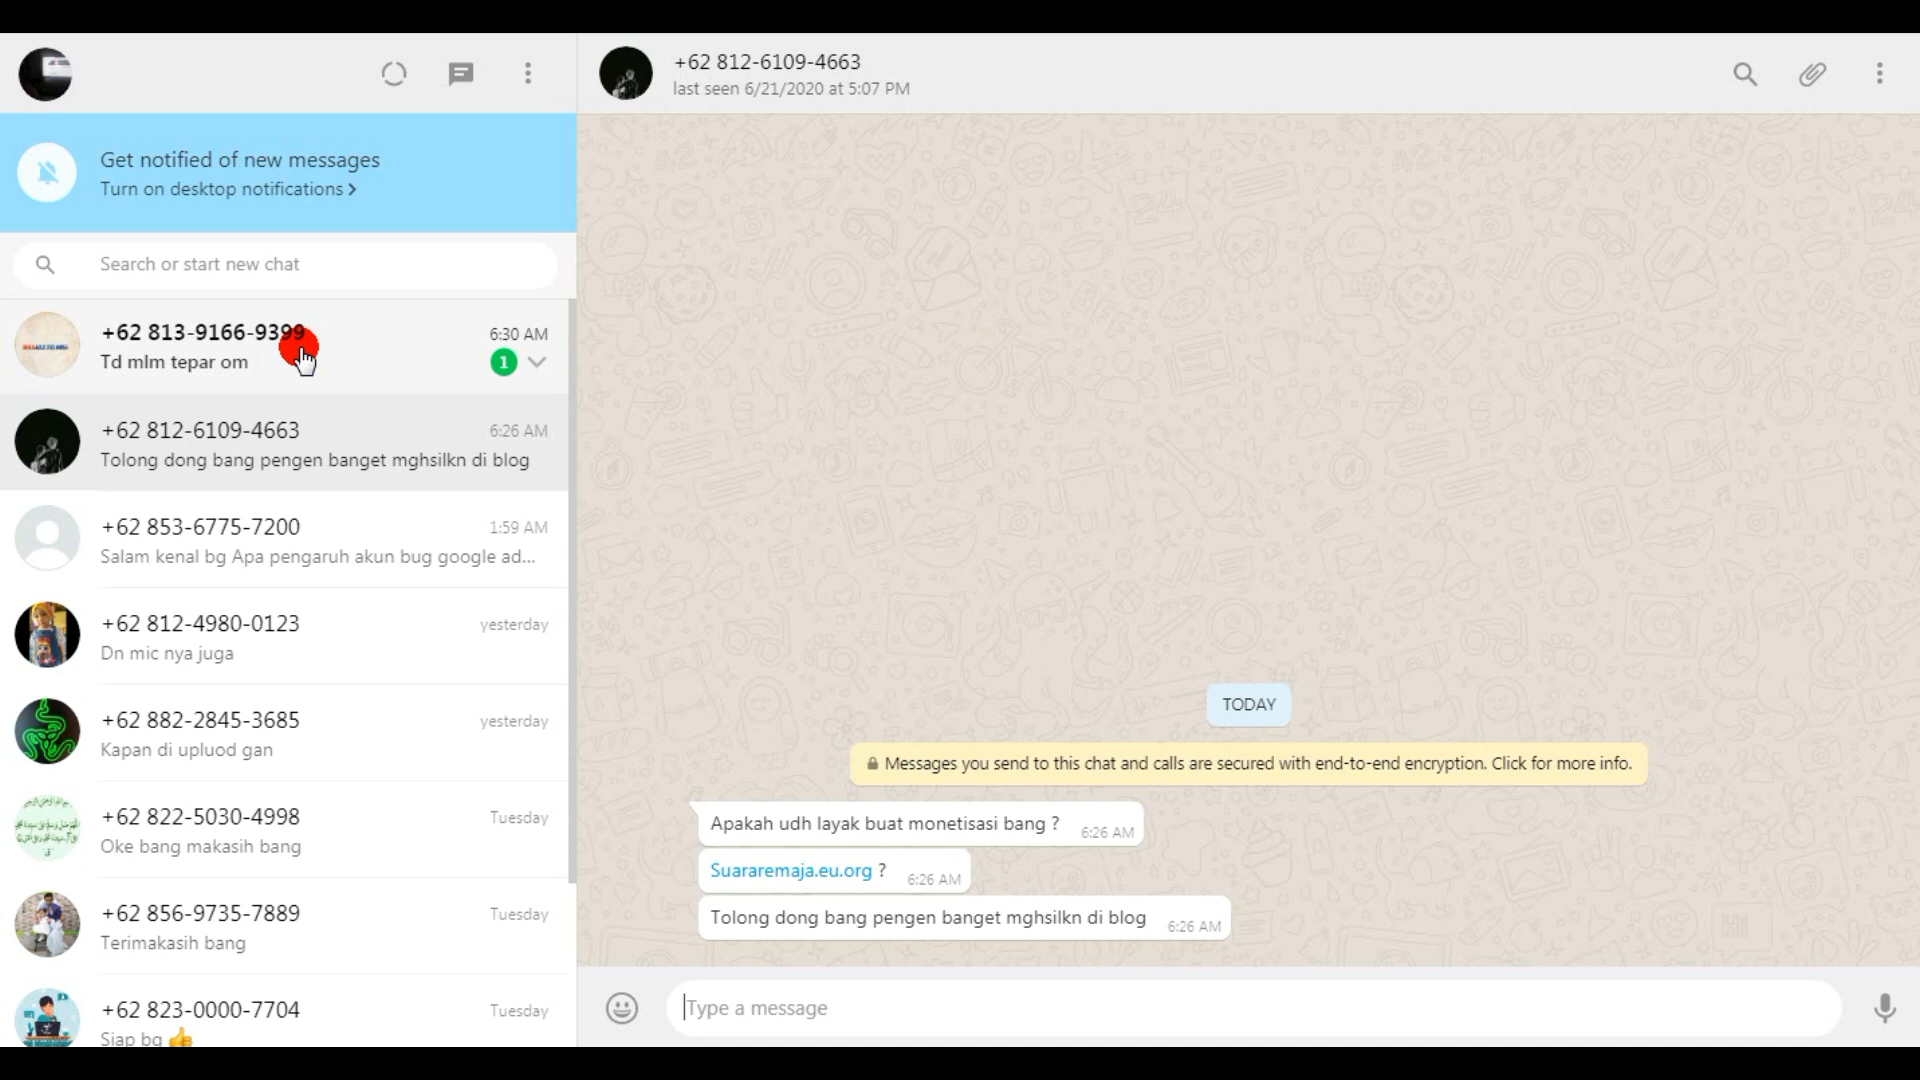 +62 812-6109-4663
last seen 6/21/2020 at 5:07 PM
Get notified of new messages
Turn on desktop notifications >
Search or start new chat
+62 813-9166-9399
6:30 AM
Td mlm tepar om
1
+62 812-6109-4663
6:26 AM
Tolong dong bang pengen banget mghsilkn di blog
+62 853-6775-7200
1:59 AM
Salam kenal bg Apa pengaruh akun bug google ad...
+62 812-4980-0123
yesterday
Dn mic nya juga
+62 882-2845-3685
yesterday
Kapan di upluod gan
+62 822-5030-4998
Tuesday
Oke bang makasih bang
+62 856-9735-7889
Tuesday
Terimakasih bang
+62 823-0000-7704
Tuesday
Siap bg 👍
TODAY
Messages you send to this chat and calls are secured with end-to-end encryption. Click for more info.
Apakah udh layak buat monetisasi bang ?
6:26 AM
Suararemaja.eu.org ?
6:26 AM
Tolong dong bang pengen banget mghsilkn di blog
6:26 AM
Type a message